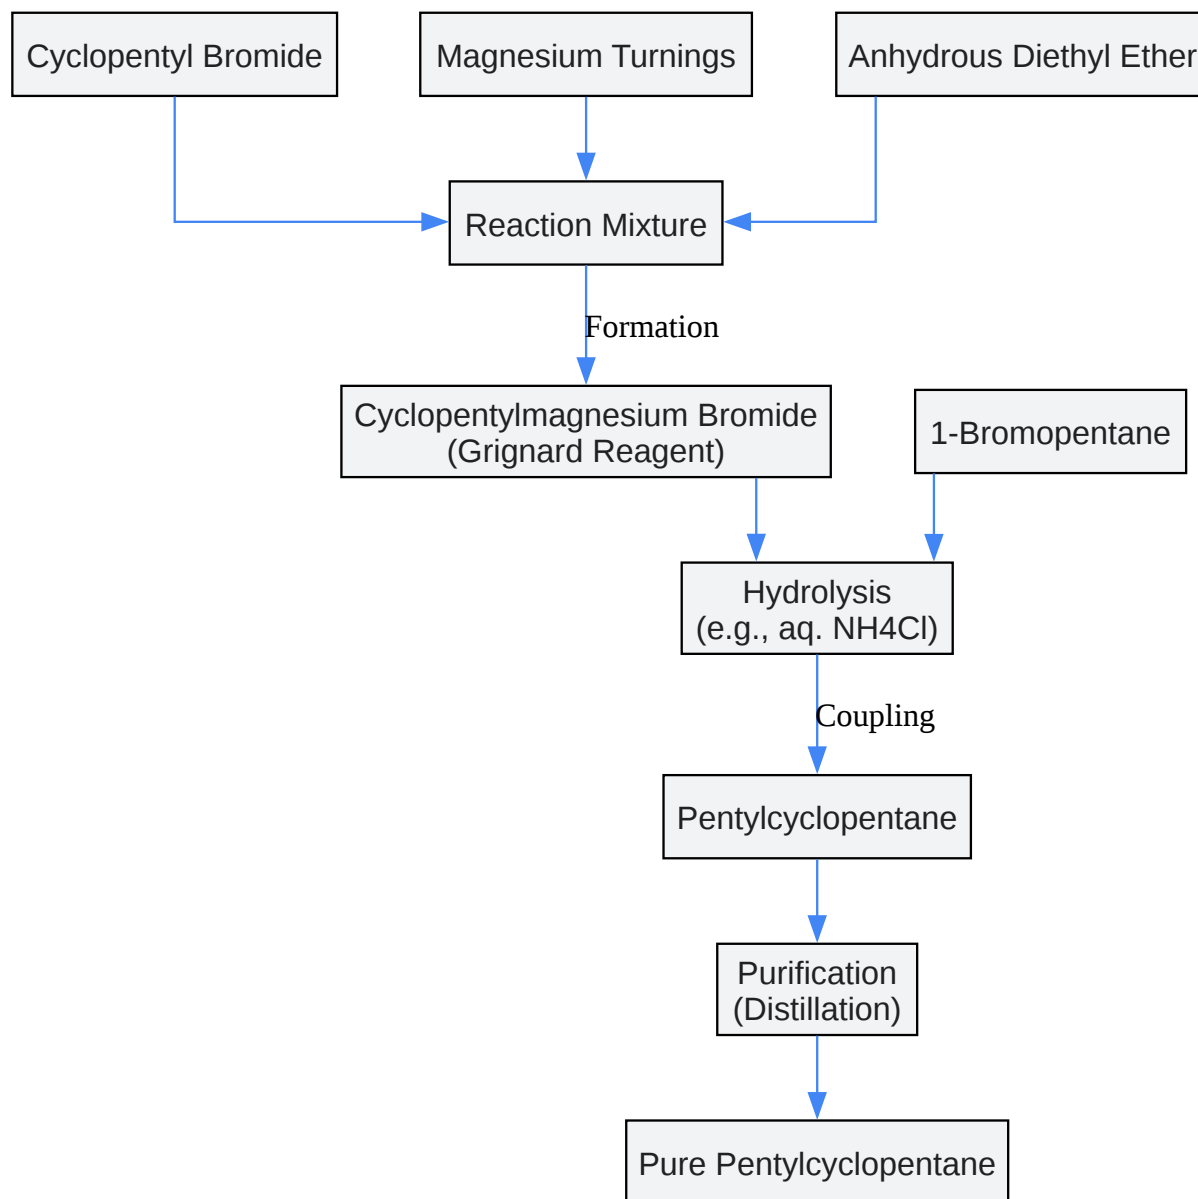 Cyclopentyl Bromide
Magnesium Turnings
Anhydrous Diethyl Ether
Reaction Mixture
Formation
Cyclopentylmagnesium Bromide
(Grignard Reagent)
1-Bromopentane
Hydrolysis
(e.g., aq. NH4Cl)
Coupling
Pentylcyclopentane
Purification
(Distillation)
Pure Pentylcyclopentane